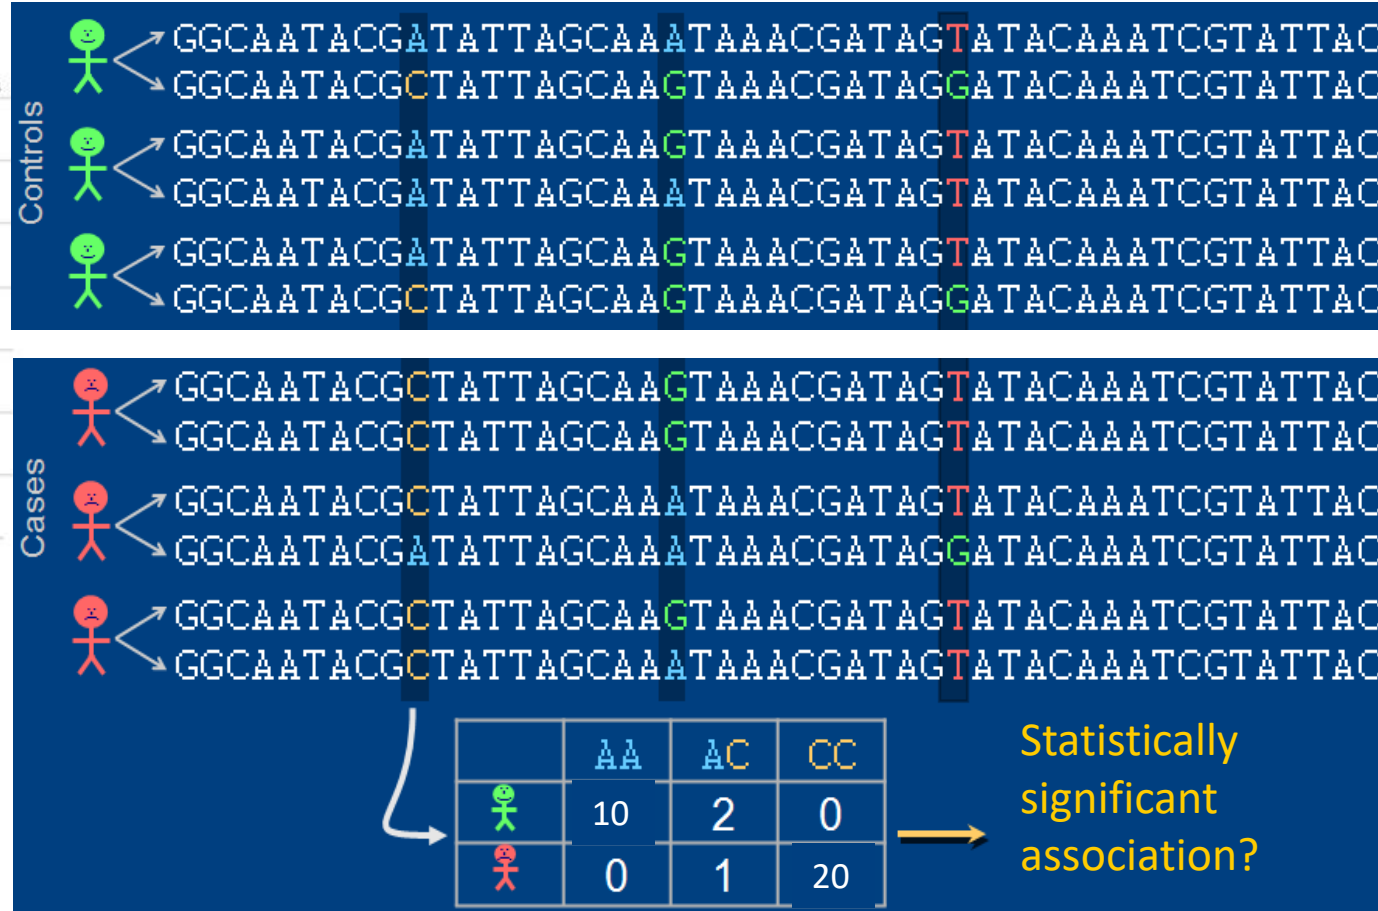 Controls
GGCAATACGATATTAGCAAATAAACGATAGTATACAAATCGTATTAC
GGCAATACGCTATTAGCAAGTAAACGATAGGATACAAATCGTATTAC
GGCAATACGATATTAGCAAGTAAACGATAGTATACAAATCGTATTAC
GGCAATACGATATTAGCAAATAAACGATAGTATACAAATCGTATTAC
GGCAATACGATATTAGCAAGTAAACGATAGTATACAAATCGTATTAC
GGCAATACGCTATTAGCAAGTAAACGATAGGATACAAATCGTATTAC
Cases
GGCAATACGCTATTAGCAAGTAAACGATAGTATACAAATCGTATTAC
GGCAATACGCTATTAGCAAGTAAACGATAGTATACAAATCGTATTAC
GGCAATACGCTATTAGCAAATAAACGATAGTATACAAATCGTATTAC
GGCAATACGATATTAGCAAATAAACGATAGGATACAAATCGTATTAC
GGCAATACGCTATTAGCAAGTAAACGATAGTATACAAATCGTATTAC
GGCAATACGCTATTAGCAAATAAACGATAGTATACAAATCGTATTAC
AA AC CC
10 2 0
0 1 20
Statistically
significant
association?